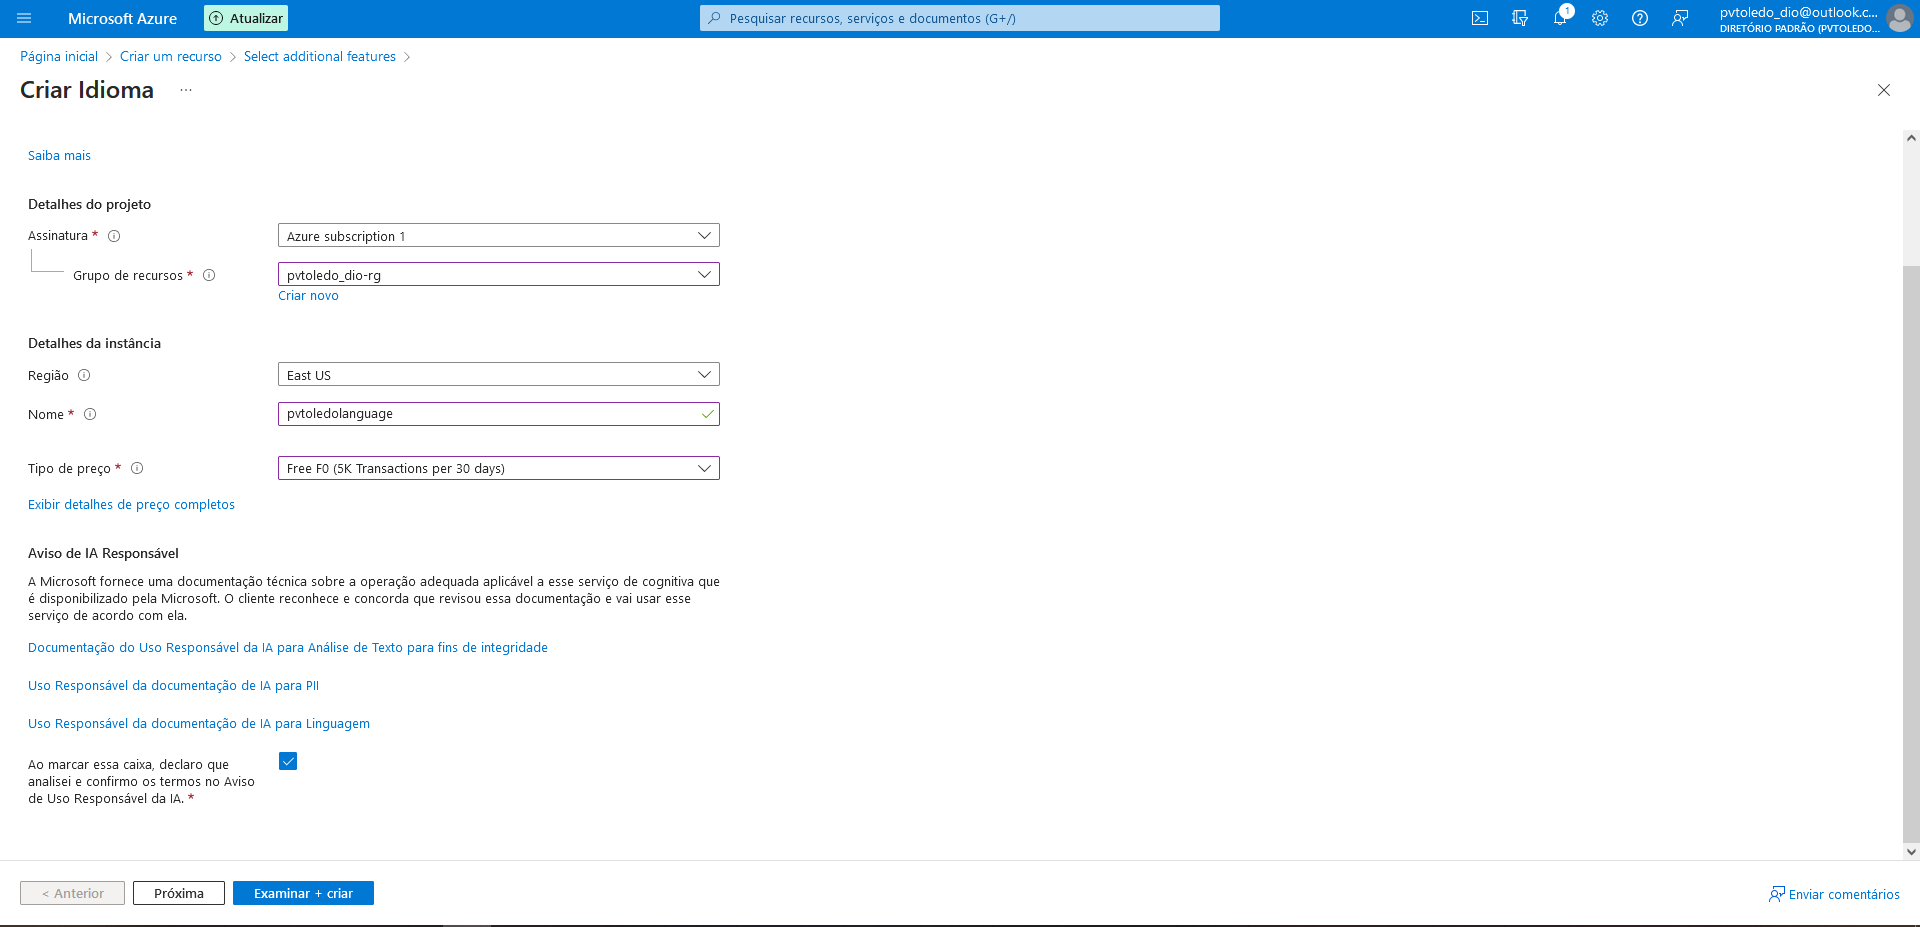 Microsoft Azure
Atualizar
Pesquisar recursos, serviços e documentos (G+/)
1
pvtoledo_dio@outlook.c...
DIRETÓRIO PADRÃO (PVTOLEDO...
Página inicial > Criar um recurso > Select additional features >
Criar Idioma ...
Saiba mais
Detalhes do projeto
Assinatura *
Azure subscription 1
Grupo de recursos *
pvtoledo_dio-rg
Criar novo
Detalhes da instância
Região
East US
Nome *
pvtoledolanguage
Tipo de preço *
Free F0 (5K Transactions per 30 days)
Exibir detalhes de preço completos
Aviso de IA Responsável
A Microsoft fornece uma documentação técnica sobre a operação adequada aplicável a esse serviço de cognitiva que
é disponibilizado pela Microsoft. O cliente reconhece e concorda que revisou essa documentação e vai usar esse
serviço de acordo com ela.
Documentação do Uso Responsável da IA para Análise de Texto para fins de integridade
Uso Responsável da documentação de IA para PII
Uso Responsável da documentação de IA para Linguagem
Ao marcar essa caixa, declaro que
analisei e confirmo os termos no Aviso
de Uso Responsável da IA. *
< Anterior
Próxima
Examinar + criar
Enviar comentários